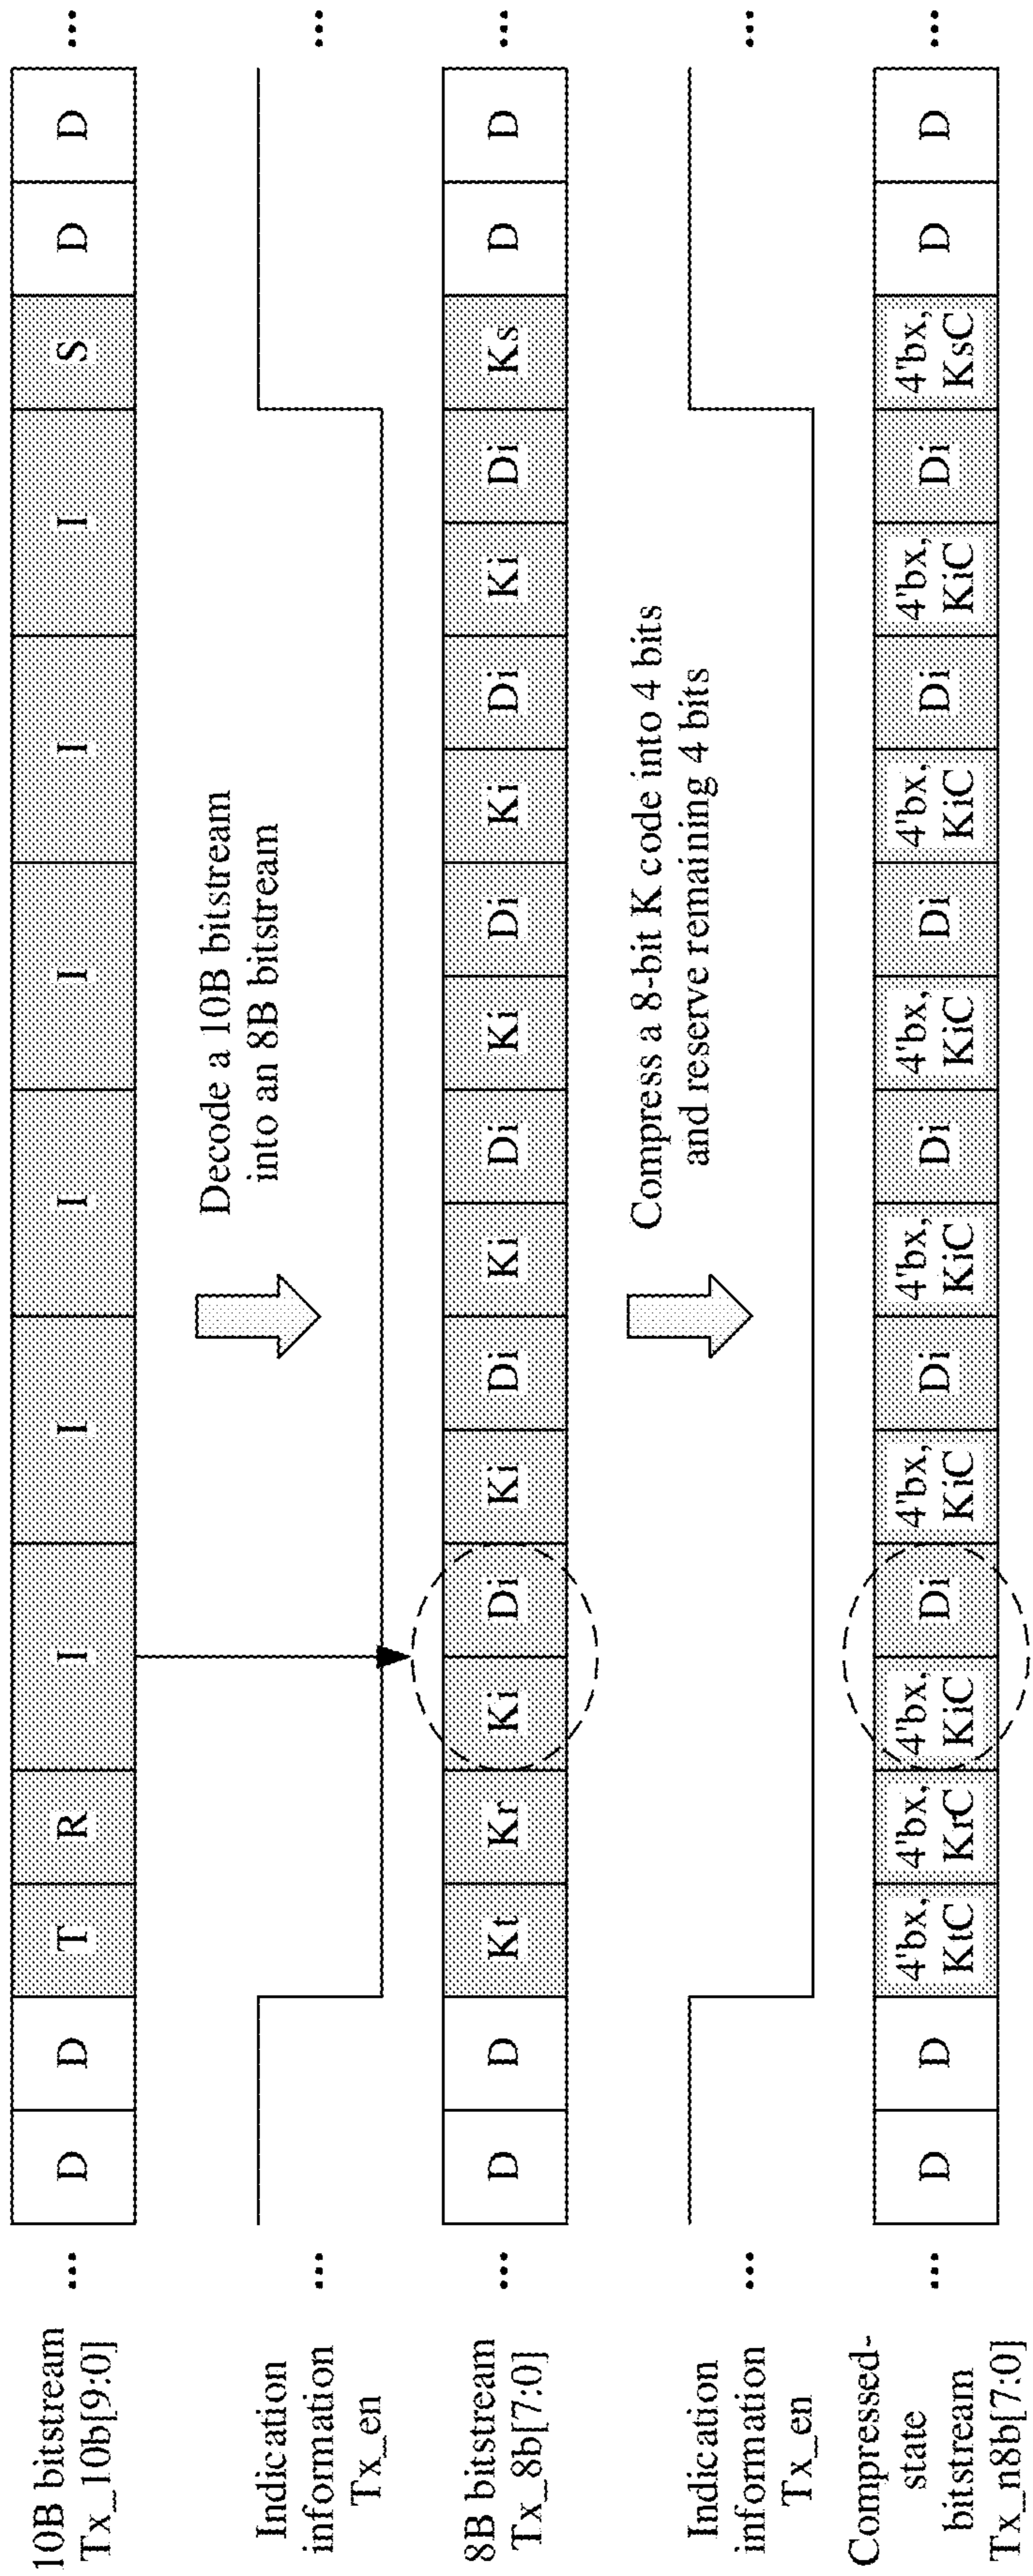 10B bitstream
Tx_10b[9:0]
... D D T R I I I I I I S D D ...
Indication
information
Tx_en
... ...
Decode a 10B bitstream
into an 8B bitstream
8B bitstream
Tx_8b[7:0]
... D D Kt Kr Ki Di Ki Di Ki Di Ki Di Ki Di Ki Di Ks D D ...
Indication
information
Tx_en
... ...
Compress a 8-bit K code into 4 bits
and reserve remaining 4 bits
Compressed-
state
bitstream
Tx_n8b[7:0]
... D D
4'bx,
KtC
4'bx,
KrC
4'bx,
KiC
Di
4'bx,
KiC
Di
4'bx,
KiC
Di
4'bx,
KiC
Di
4'bx,
KiC
Di
4'bx,
KiC
Di
4'bx,
KsC
D D ...